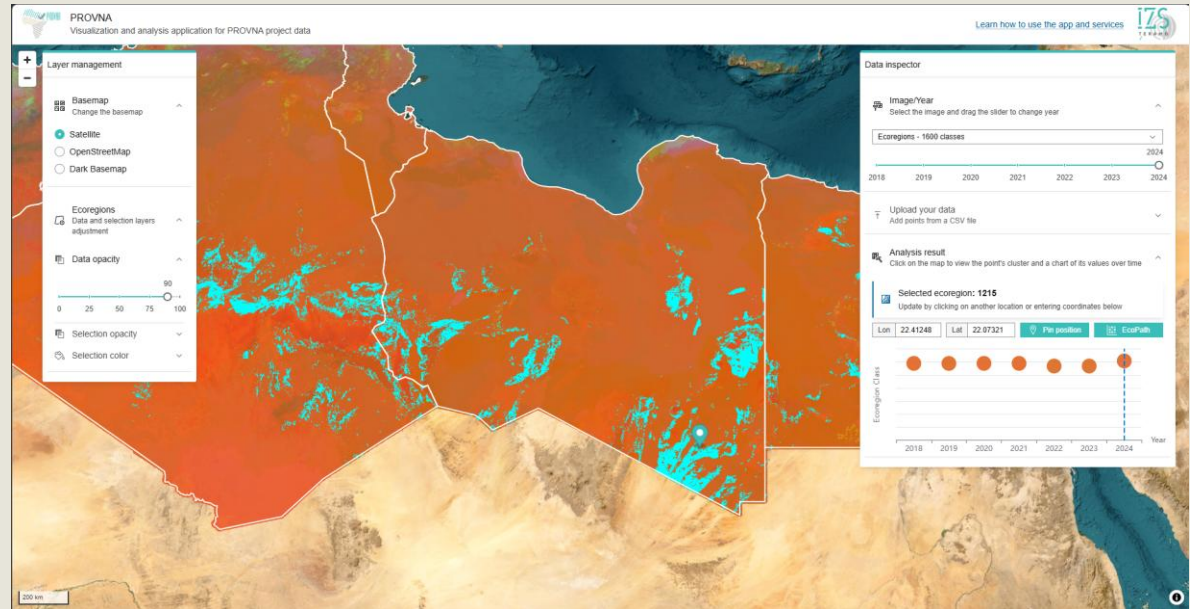 PROVNA
Visualization and analysis application for PROVNA project data
Learn how to use the app and services
IZS
TERAMO
+
−
Layer management
Basemap
Change the basemap
Satellite
OpenStreetMap
Dark Basemap
Ecoregions
Data and selection layers
adjustment
Data opacity
90
0 25 50 75 100
Selection opacity
Selection color
200 km
Data inspector
Image/Year
Select the image and drag the slider to change year
Ecoregions - 1600 classes
2024
2018 2019 2020 2021 2022 2023 2024
Upload your data
Add points from a CSV file
Analysis result
Click on the map to view the point's cluster and a chart of its values over time
Selected ecoregion: 1215
Update by clicking on another location or entering coordinates below
Lon 22.41248 Lat 22.07321 Pin position EcoPath
Ecoregion Class
2018 2019 2020 2021 2022 2023 2024
Year